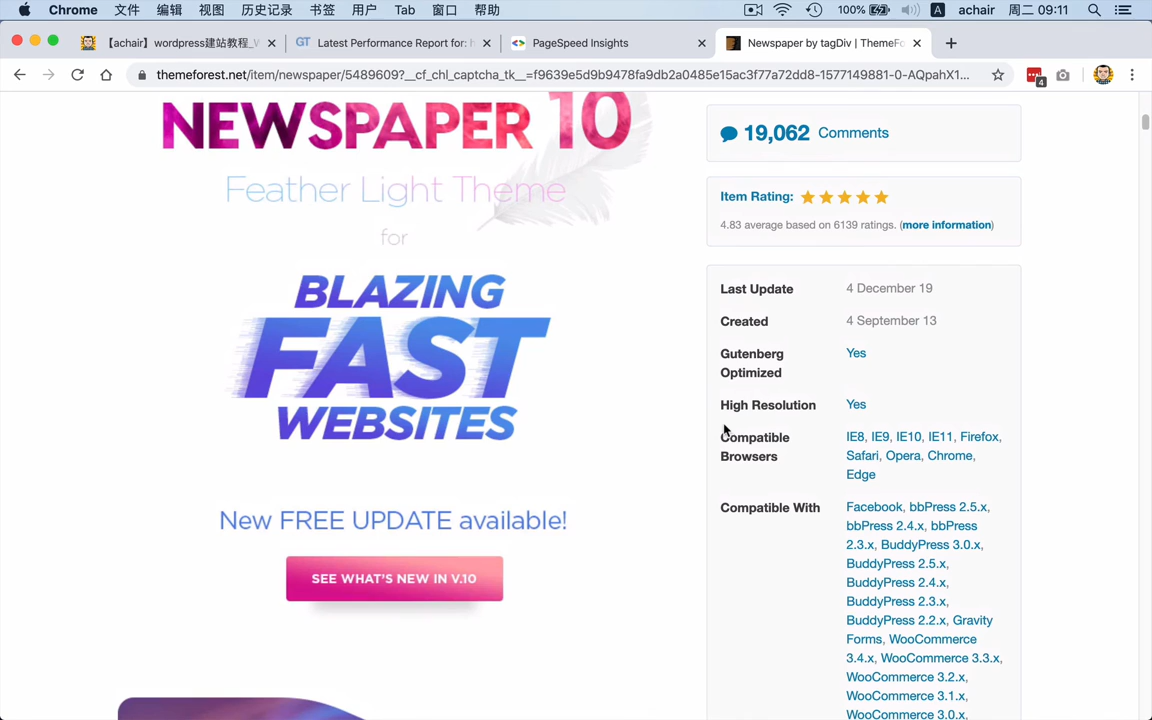 Chrome 文件 编辑 视图 历史记录 书签 用户 Tab 窗口 帮助 100% A achair 周二 09:11
【achair】wordpress建站教程_W
GT Latest Performance Report for: h
PageSpeed Insights
Newspaper by tagDiv | ThemeFo
themeforest.net/item/newspaper/5489609?__cf_chl_captcha_tk__=f9639e5d9b9478fa9db2a0485e15ac3f77a72dd8-1577149881-0-AQpahX1...
4
NEWSPAPER 10
Feather Light Theme
for
BLAZING
FAST
WEBSITES
New FREE UPDATE available!
SEE WHAT'S NEW IN V.10
19,062 Comments
Item Rating:
4.83 average based on 6139 ratings. (more information)
Last Update 4 December 19
Created 4 September 13
Gutenberg Optimized Yes
High Resolution Yes
Compatible Browsers IE8, IE9, IE10, IE11, Firefox,
Safari, Opera, Chrome,
Edge
Compatible With Facebook, bbPress 2.5.x,
bbPress 2.4.x, bbPress
2.3.x, BuddyPress 3.0.x,
BuddyPress 2.5.x,
BuddyPress 2.4.x,
BuddyPress 2.3.x,
BuddyPress 2.2.x, Gravity
Forms, WooCommerce
3.4.x, WooCommerce 3.3.x,
WooCommerce 3.2.x,
WooCommerce 3.1.x,
WooCommerce 3.0.x,